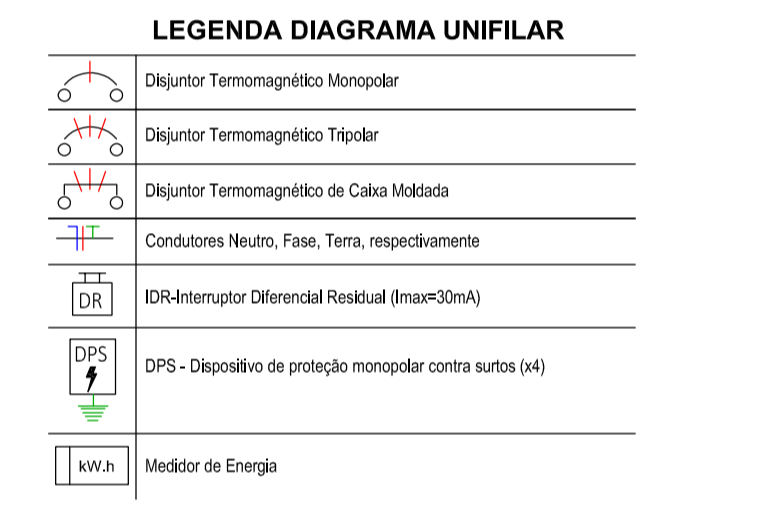 LEGENDA DIAGRAMA UNIFILAR
Disjuntor Termomagnético Monopolar
Disjuntor Termomagnético Tripolar
Disjuntor Termomagnético de Caixa Moldada
Condutores Neutro, Fase, Terra, respectivamente
DR
IDR-Interruptor Diferencial Residual (Imax=30mA)
DPS
DPS - Dispositivo de proteção monopolar contra surtos (x4)
kW.h
Medidor de Energia